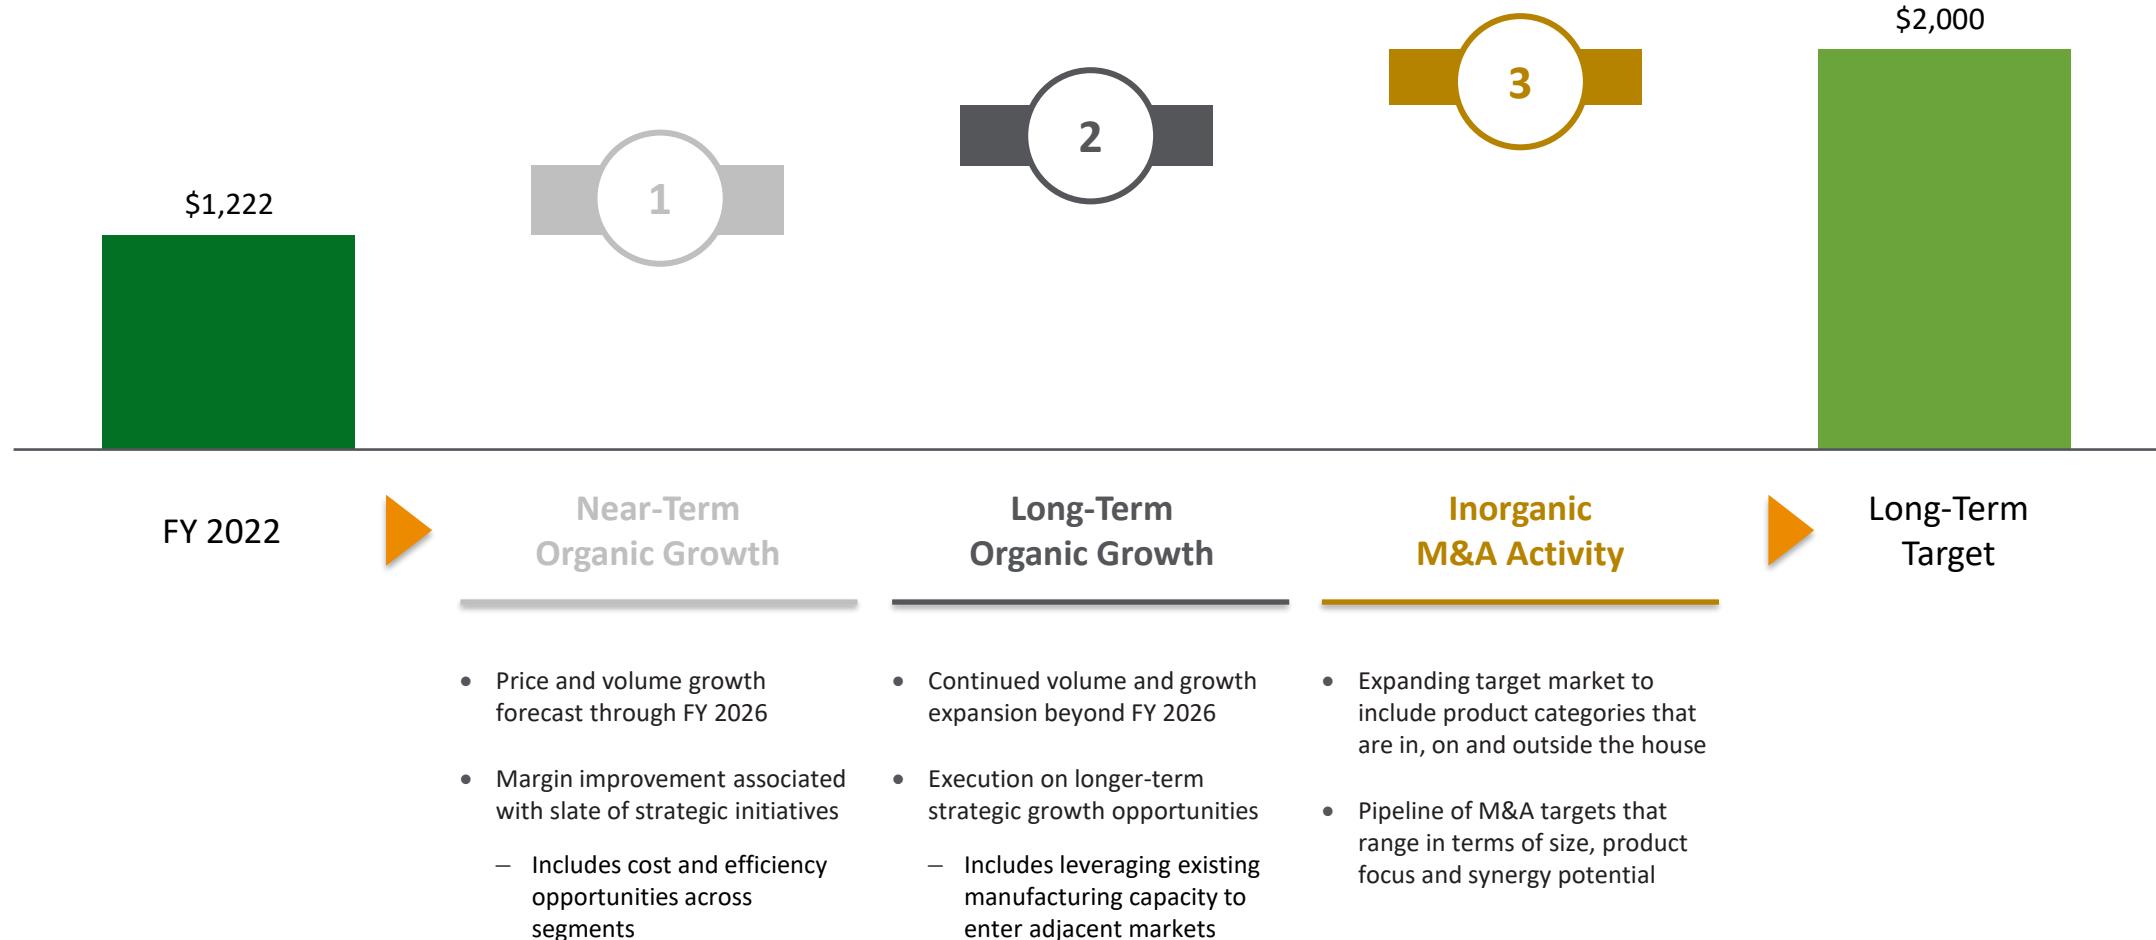 $1,222
1
2
3
$2,000
FY 2022
Near-Term
Organic Growth
Long-Term
Organic Growth
Inorganic
M&A Activity
Long-Term
Target
• Price and volume growth
forecast through FY 2026
• Margin improvement associated
with slate of strategic initiatives
– Includes cost and efficiency
opportunities across
segments
• Continued volume and growth
expansion beyond FY 2026
• Execution on longer-term
strategic growth opportunities
– Includes leveraging existing
manufacturing capacity to
enter adjacent markets
• Expanding target market to
include product categories that
are in, on and outside the house
• Pipeline of M&A targets that
range in terms of size, product
focus and synergy potential